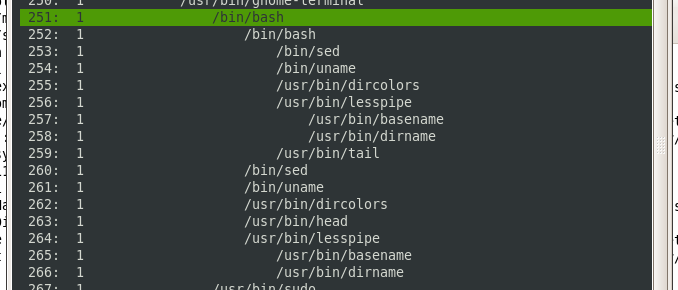 250: 1 /usr/bin/gnome-terminal
251: 1 /bin/bash
252: 1 /bin/bash
253: 1 /bin/sed
254: 1 /bin/uname
255: 1 /usr/bin/dircolors
256: 1 /usr/bin/lesspipe
257: 1 /usr/bin/basename
258: 1 /usr/bin/dirname
259: 1 /usr/bin/tail
260: 1 /bin/sed
261: 1 /bin/uname
262: 1 /usr/bin/dircolors
263: 1 /usr/bin/head
264: 1 /usr/bin/lesspipe
265: 1 /usr/bin/basename
266: 1 /usr/bin/dirname
267: 1 /usr/bin/sudo